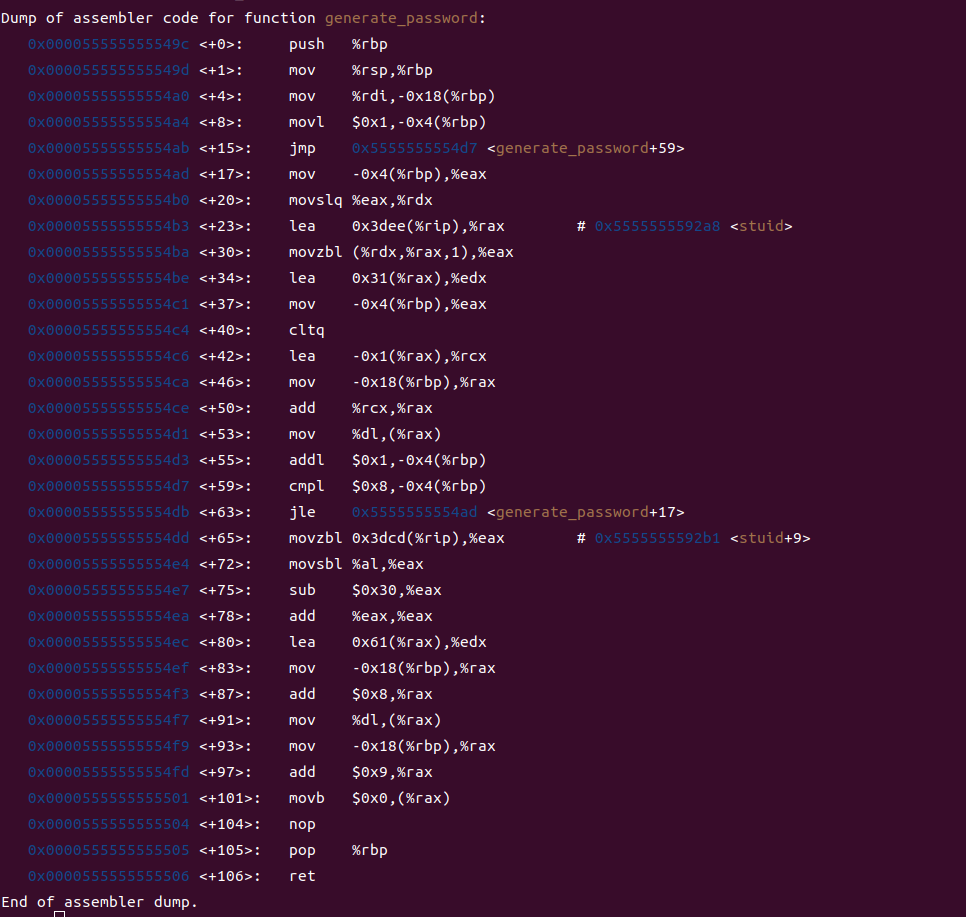 Dump of assembler code for function generate_password:
   0x000055555555549c <+0>:     push   %rbp
   0x000055555555549d <+1>:     mov    %rsp,%rbp
   0x00005555555554a0 <+4>:     mov    %rdi,-0x18(%rbp)
   0x00005555555554a4 <+8>:     movl   $0x1,-0x4(%rbp)
   0x00005555555554ab <+15>:    jmp    0x5555555554d7 <generate_password+59>
   0x00005555555554ad <+17>:    mov    -0x4(%rbp),%eax
   0x00005555555554b0 <+20>:    movslq %eax,%rdx
   0x00005555555554b3 <+23>:    lea    0x3dee(%rip),%rax        # 0x5555555592a8 <stuid>
   0x00005555555554ba <+30>:    movzbl (%rdx,%rax,1),%eax
   0x00005555555554be <+34>:    lea    0x31(%rax),%edx
   0x00005555555554c1 <+37>:    mov    -0x4(%rbp),%eax
   0x00005555555554c4 <+40>:    cltq
   0x00005555555554c6 <+42>:    lea    -0x1(%rax),%rcx
   0x00005555555554ca <+46>:    mov    -0x18(%rbp),%rax
   0x00005555555554ce <+50>:    add    %rcx,%rax
   0x00005555555554d1 <+53>:    mov    %dl,(%rax)
   0x00005555555554d3 <+55>:    addl   $0x1,-0x4(%rbp)
   0x00005555555554d7 <+59>:    cmpl   $0x8,-0x4(%rbp)
   0x00005555555554db <+63>:    jle    0x5555555554ad <generate_password+17>
   0x00005555555554dd <+65>:    movzbl 0x3dcd(%rip),%eax        # 0x5555555592b1 <stuid+9>
   0x00005555555554e4 <+72>:    movsbl %al,%eax
   0x00005555555554e7 <+75>:    sub    $0x30,%eax
   0x00005555555554ea <+78>:    add    %eax,%eax
   0x00005555555554ec <+80>:    lea    0x61(%rax),%edx
   0x00005555555554ef <+83>:    mov    -0x18(%rbp),%rax
   0x00005555555554f3 <+87>:    add    $0x8,%rax
   0x00005555555554f7 <+91>:    mov    %dl,(%rax)
   0x00005555555554f9 <+93>:    mov    -0x18(%rbp),%rax
   0x00005555555554fd <+97>:    add    $0x9,%rax
   0x0000555555555501 <+101>:   movb   $0x0,(%rax)
   0x0000555555555504 <+104>:   nop
   0x0000555555555505 <+105>:   pop    %rbp
   0x0000555555555506 <+106>:   ret
End of assembler dump.